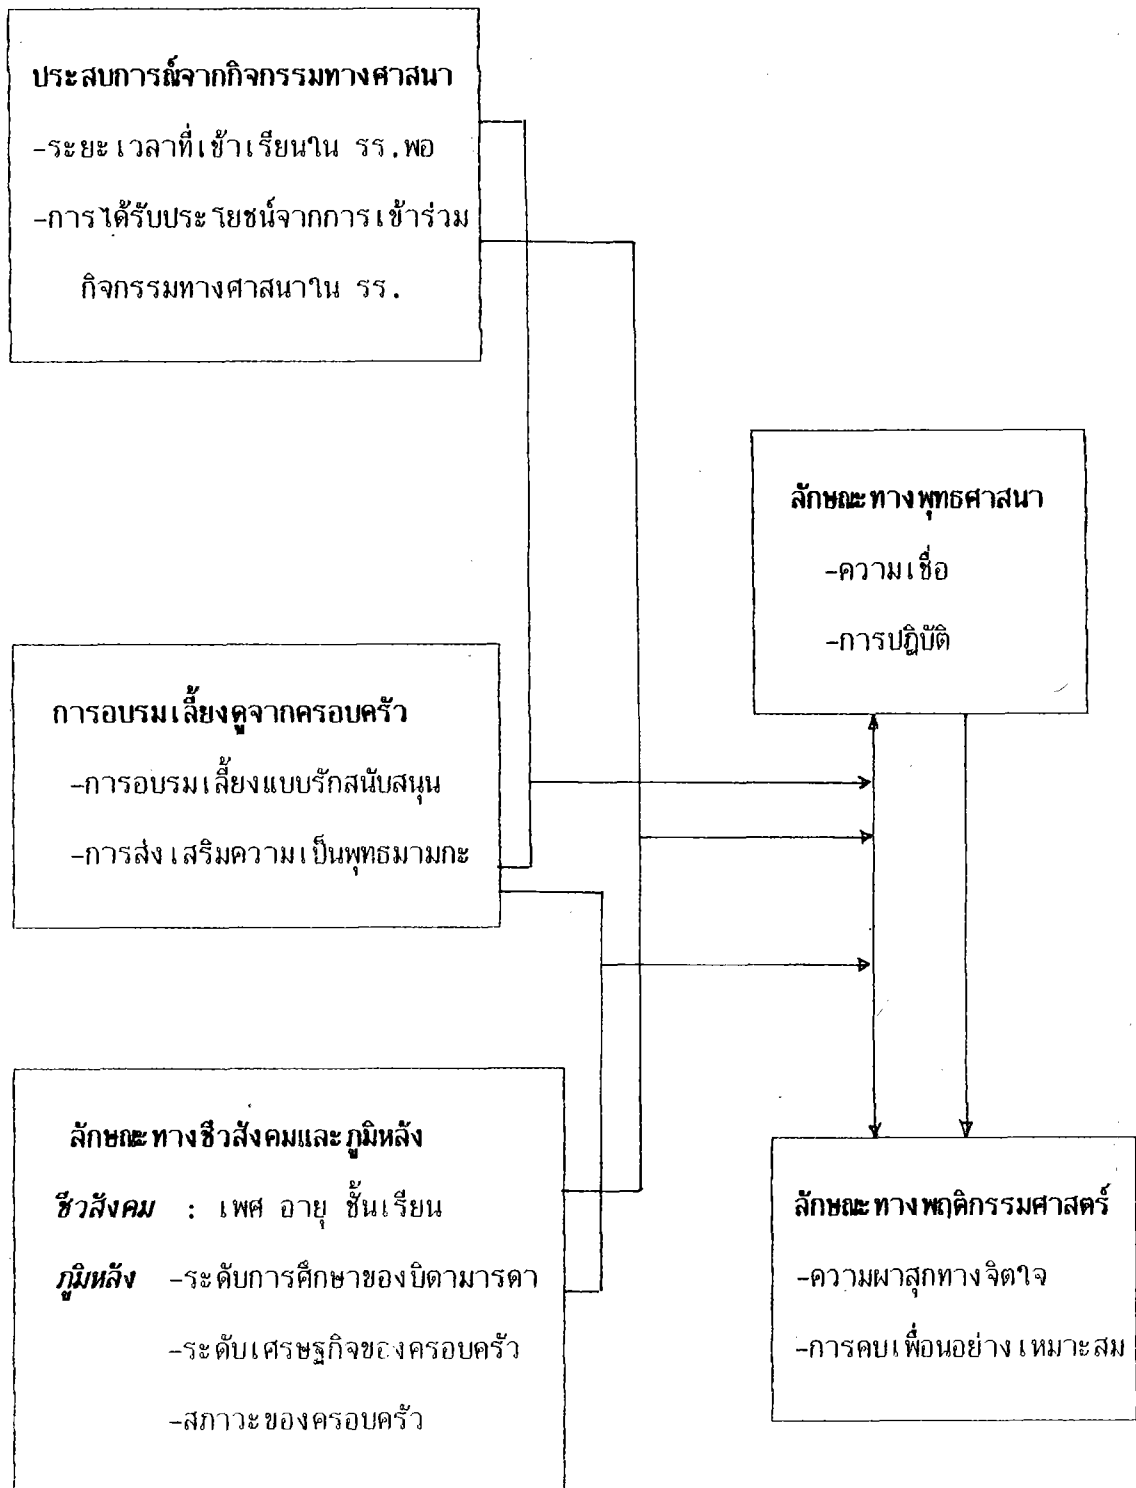 ประสบการณ์จากกิจกรรมทางศาสนา
-ระยะเวลาที่เข้าเรียนใน รร.พอ
-การได้รับประโยชน์จากการเข้าร่วม
กิจกรรมทางศาสนาใน รร.
ลักษณะทางพุทธศาสนา
-ความเชื่อ
-การปฏิบัติ
การอบรมเลี้ยงดูจากครอบครัว
-การอบรมเลี้ยงแบบรักสนับสนุน
-การส่งเสริมความเป็นพุทธมามกะ
ลักษณะทางชีวสังคมและภูมิหลัง
ชีวสังคม : เพศ อายุ ชั้นเรียน
ภูมิหลัง -ระดับการศึกษาของบิดามารดา
-ระดับเศรษฐกิจของครอบครัว
-สภาวะของครอบครัว
ลักษณะทางพฤติกรรมศาสตร์
-ความผาสุกทางจิตใจ
-การคบเพื่อนอย่างเหมาะสม